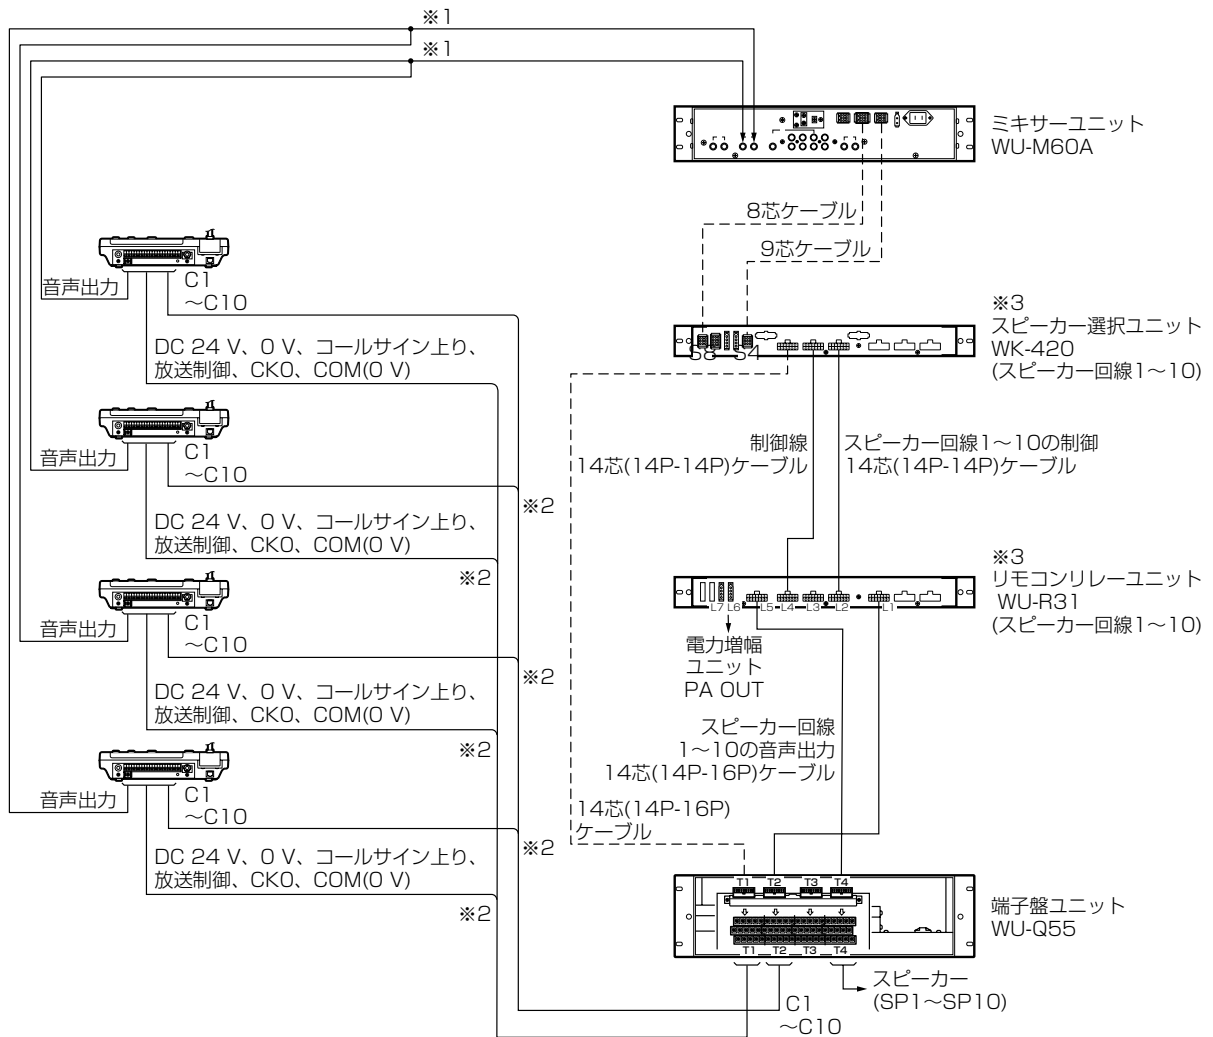 ※1
※1
ミキサーユニット
WU-M60A
8芯ケーブル
9芯ケーブル
音声出力
C1
～C10
DC 24 V、0 V、コールサイン上り、
放送制御、CK0、COM(0 V)
※3
スピーカー選択ユニット
WK-420
(スピーカー回線1～10)
S8
S4
音声出力
C1
～C10
制御線
14芯(14P-14P)ケーブル
スピーカー回線1～10の制御
14芯(14P-14P)ケーブル
※2
DC 24 V、0 V、コールサイン上り、
放送制御、CK0、COM(0 V)
※2
※3
リモコンリレーユニット
WU-R31
(スピーカー回線1～10)
L7 L6 L5 L4 L3 L2 L1
音声出力
C1
～C10
電力増幅
ユニット
PA OUT
※2
DC 24 V、0 V、コールサイン上り、
放送制御、CK0、COM(0 V)
※2
スピーカー回線
1～10の音声出力
14芯(14P-16P)ケーブル
音声出力
C1
～C10
14芯(14P-16P)
ケーブル
※2
DC 24 V、0 V、コールサイン上り、
放送制御、CK0、COM(0 V)
※2
T1 T2 T3 T4
端子盤ユニット
WU-Q55
T1 T2 T3 T4
スピーカー
(SP1～SP10)
C1
～C10